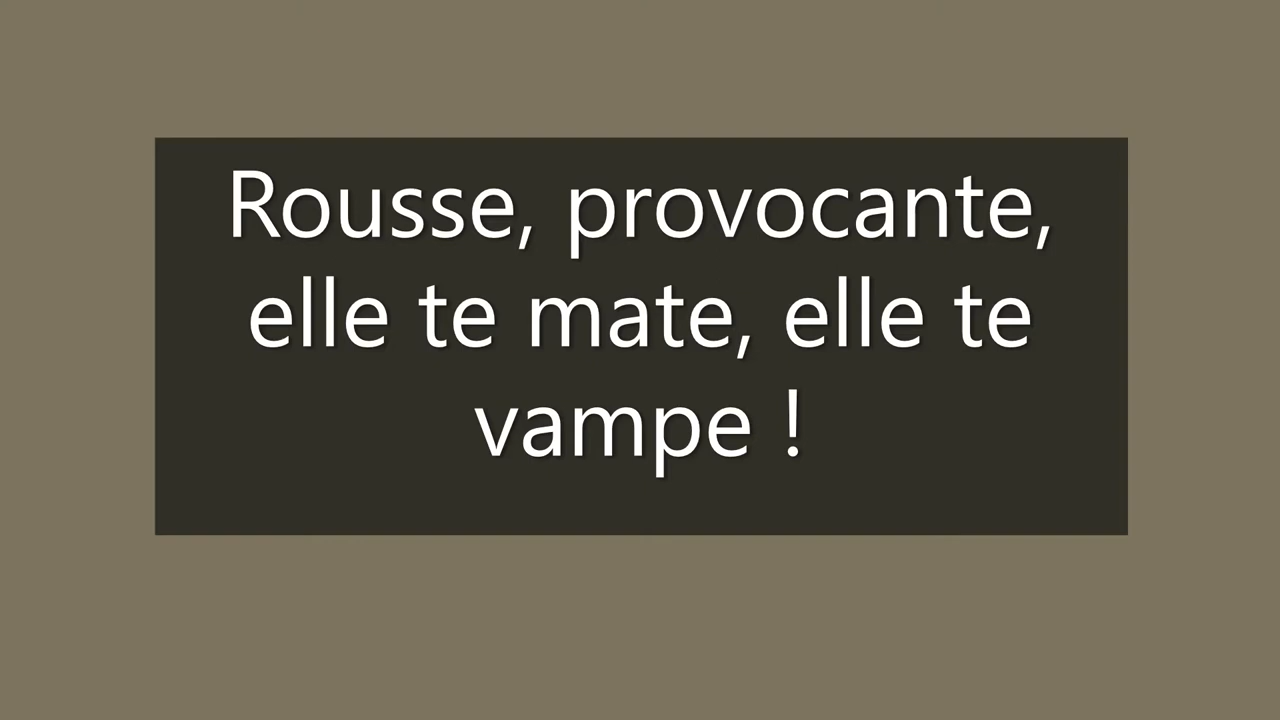 Rousse, provocante,
elle te mate, elle te
vampe !